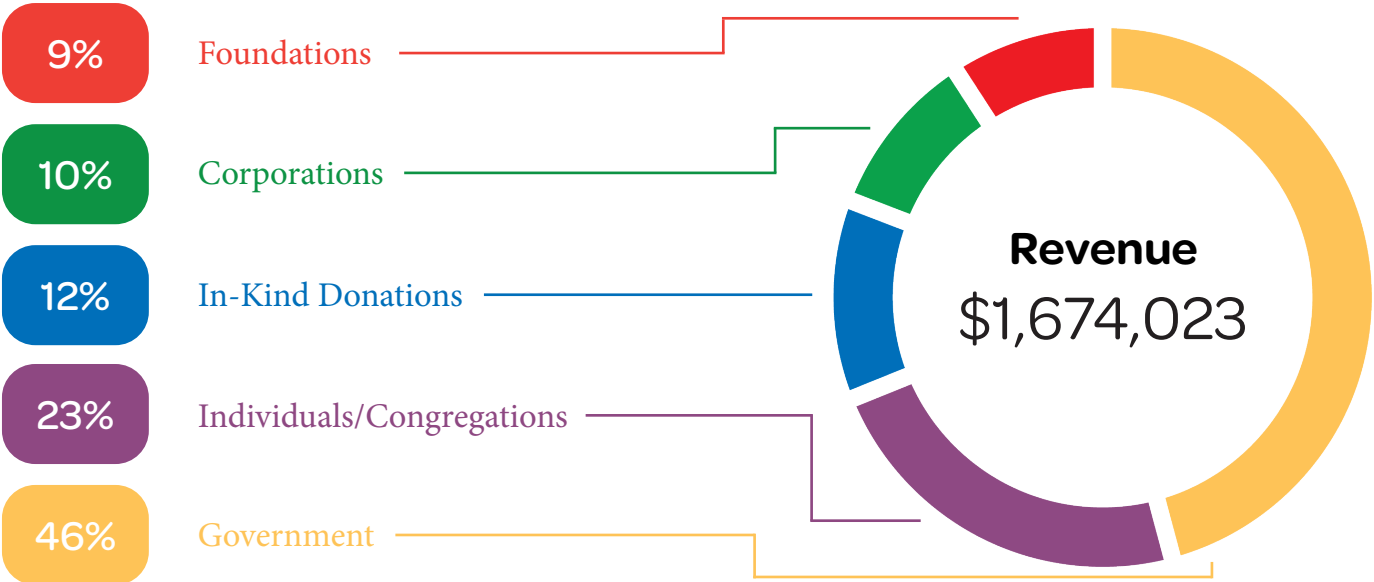 9% Foundations
10% Corporations
12% In-Kind Donations
23% Individuals/Congregations
46% Government
Revenue
$1,674,023